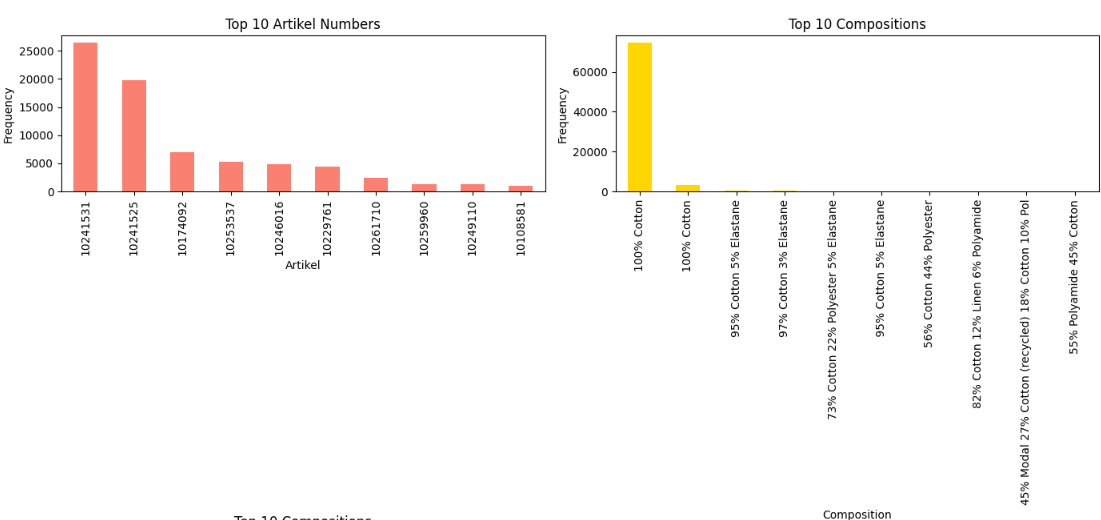 Top 10 Artikel Numbers
Frequency
25000
20000
15000
10000
5000
0
10241531
10241525
10174092
10253537
10246016
10229761
10261710
10259960
10249110
10108581
Artikel
Top 10 Compositions
Frequency
60000
40000
20000
0
100% Cotton
100% Cotton
95% Cotton 5% Elastane
97% Cotton 3% Elastane
73% Cotton 22% Polyester 5% Elastane
95% Cotton 5% Elastane
56% Cotton 44% Polyester
82% Cotton 12% Linen 6% Polyamide
45% Modal 27% Cotton (recycled) 18% Cotton 10% Pol
55% Polyamide 45% Cotton
Composition
Top 10 Compositions